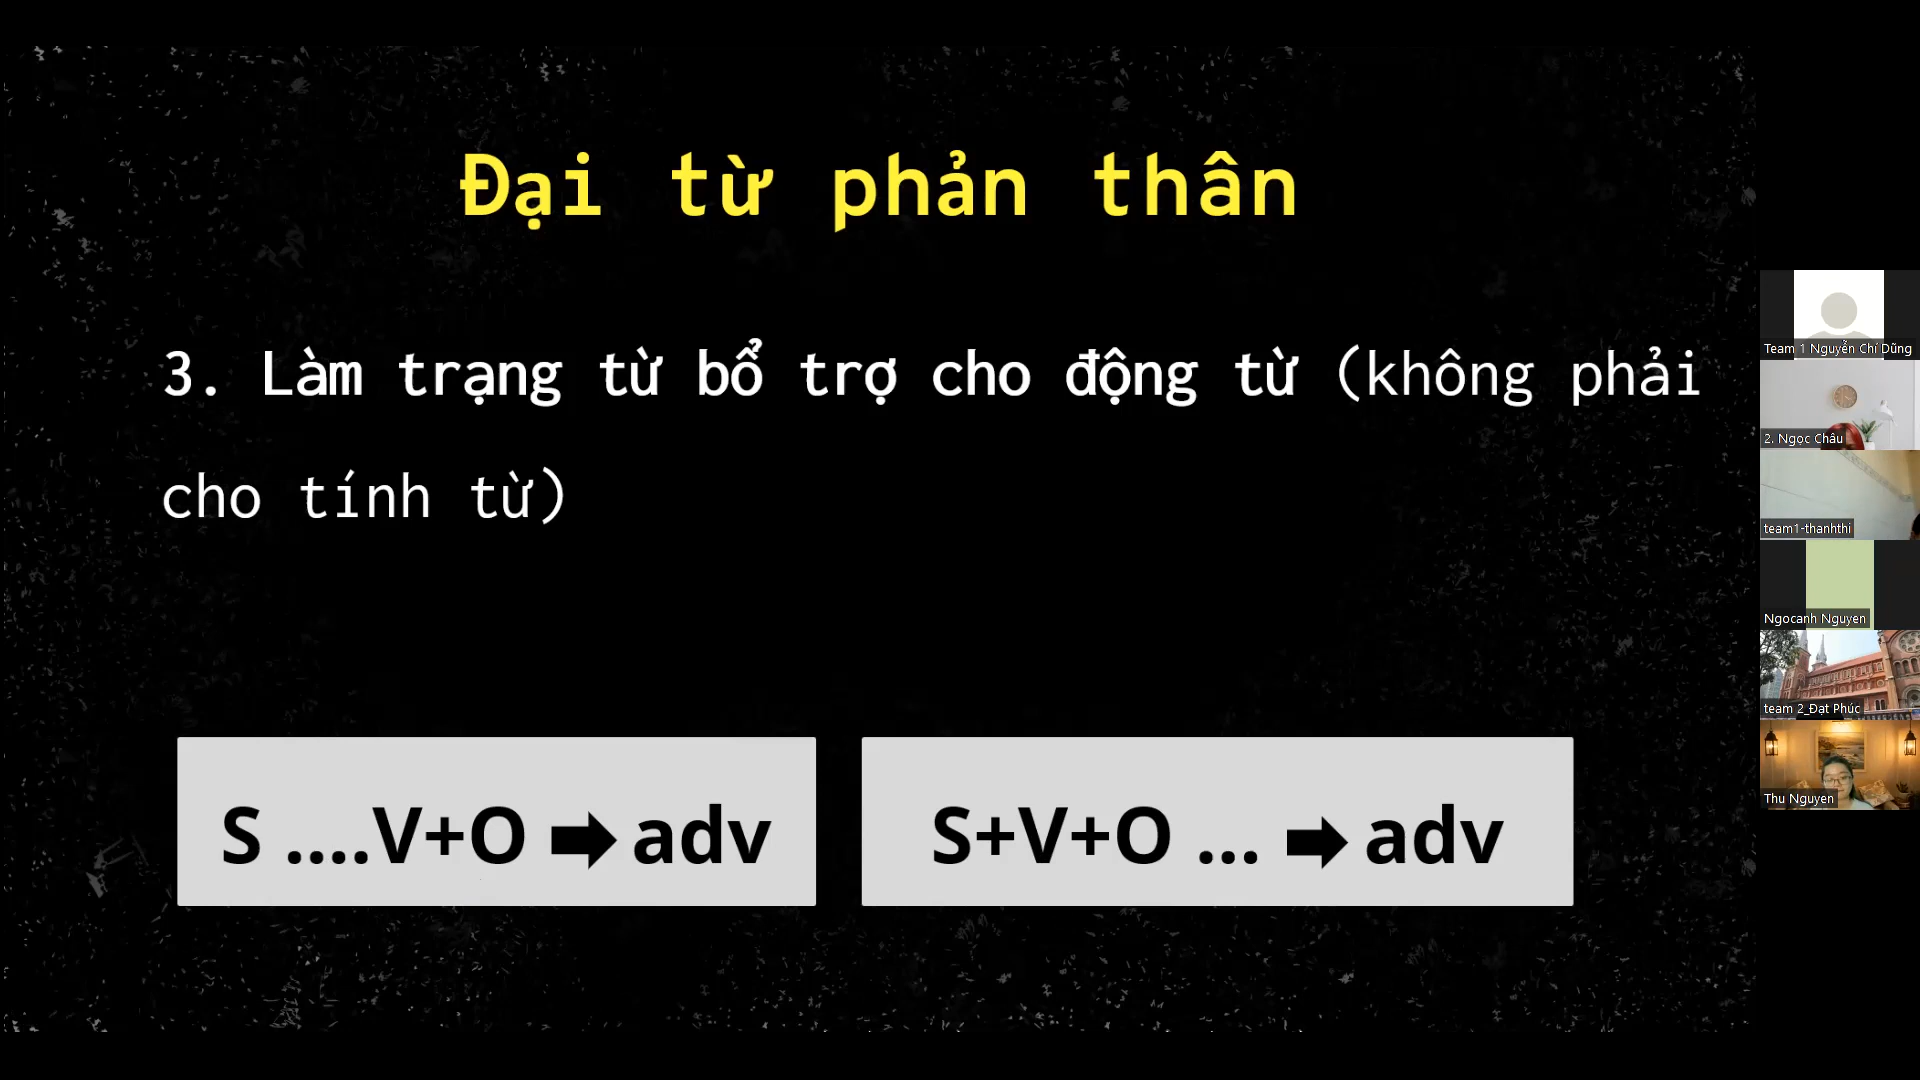 Đại từ phản thân
3. Làm trạng từ bổ trợ cho động từ (không phải
cho tính từ)
S ....V+O ➡ adv
S+V+O ... ➡ adv
Team 1 Nguyễn Chí Dũng
2. Ngọc Châu
team1-thanhthi
Ngocanh Nguyen
team 2_Đạt Phúc
Thu Nguyen